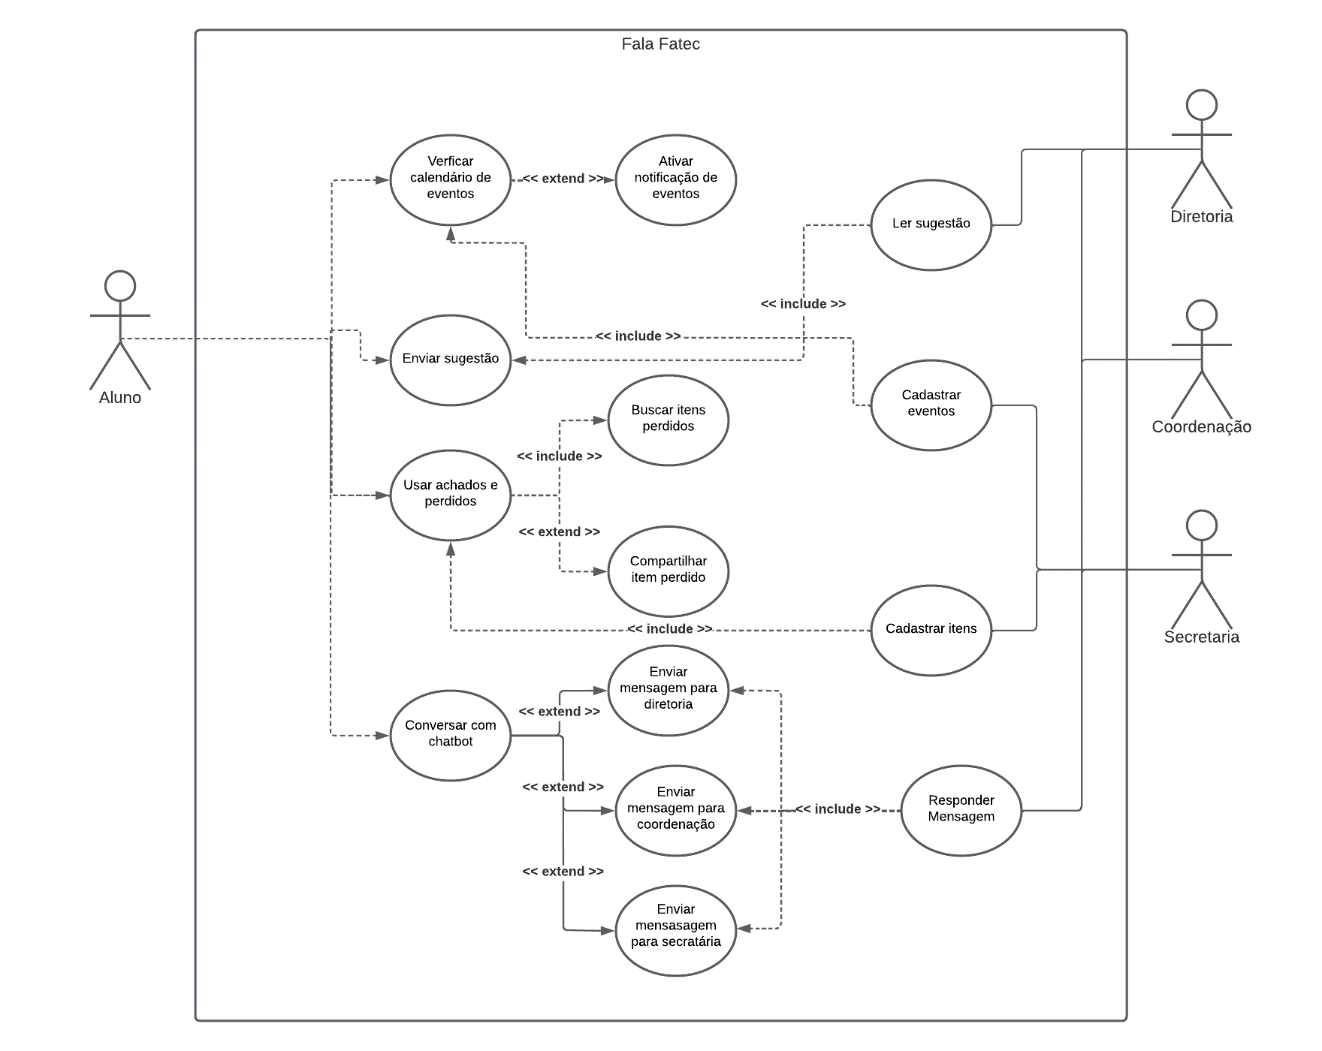 Fala Fatec
Verficar
calendário de
eventos
<< extend >>
Ativar
notificação de
eventos
Ler sugestão
Diretoria
<< include >>
<< include >>
Enviar sugestão
Aluno
Cadastrar
eventos
Coordenação
Buscar itens
perdidos
<< include >>
Usar achados e
perdidos
<< extend >>
Compartilhar
item perdido
<< include >>
Cadastrar itens
Secretaria
Enviar
mensagem para
diretoria
<< extend >>
Conversar com
chatbot
<< extend >>
Enviar
mensagem para
coordenação
<< include >>
Responder
Mensagem
<< extend >>
Enviar
mensasagem
para secratária